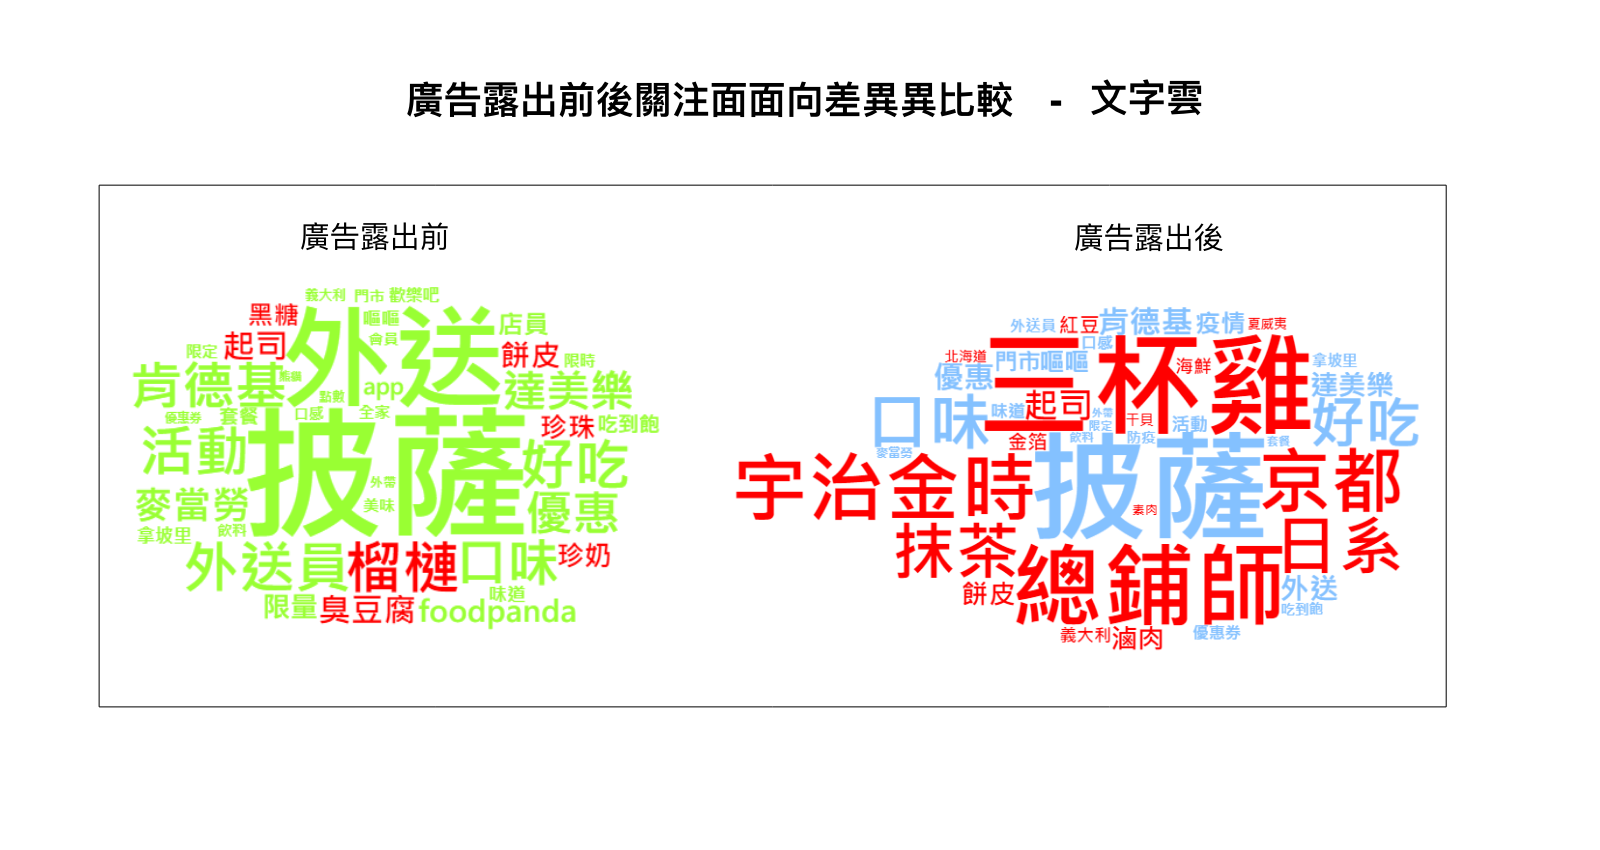 廣告露出前後關注面面向差異異比較 - 文字雲
廣告露出前
廣告露出後
義大利 門市 歡樂吧
黑糖 外送 嘔嘔 店員
起司 會員 餅皮
限定 限時
肯德基 app 達美樂
點數
優惠券 套餐 口感 全家 珍珠 吃到飽
活動 披薩 好吃
外帶
麥當勞 美味 優惠
拿坡里 飲料
外送員 榴槤 口味 珍奶
味道
限量 臭豆腐 foodpanda
外送員 紅豆 肯德基 疫情 夏威夷
口感
北海道 門市 嘔嘔 三杯雞 海鮮 拿坡里
優惠 達美樂
口味 味道 起司 外帶 干貝 活動 好吃
限定
金箔 飲料 防疫 套餐
麥當勞
宇治金時 披薩 京都
素肉
抹茶 日系
餅皮 總鋪師 外送
吃到飽
義大利 滷肉 優惠券